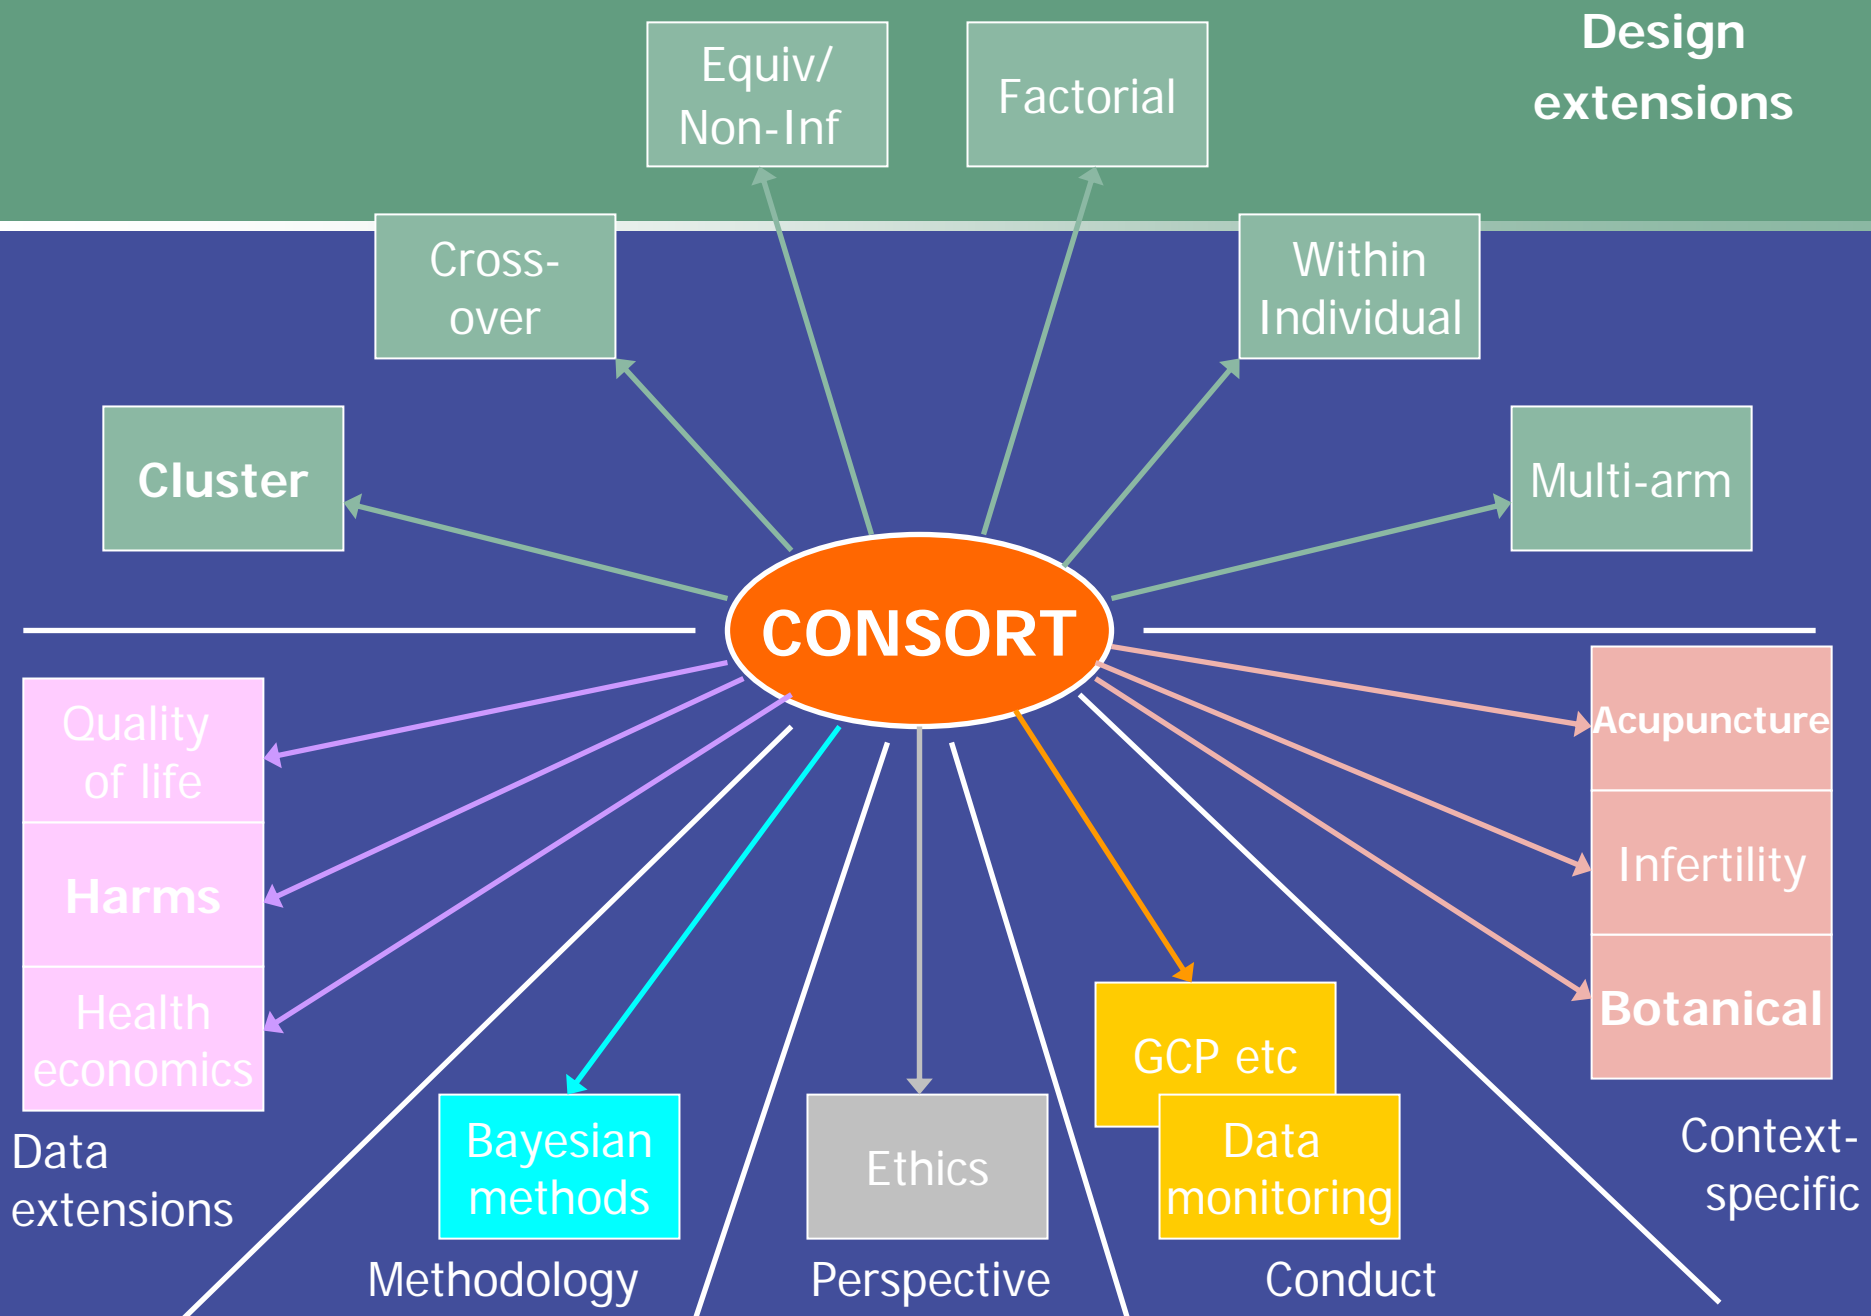 Design
extensions
Equiv/
Non-Inf
Factorial
Cross-
over
Within
Individual
Cluster
Multi-arm
CONSORT
Quality
of life
Harms
Health
economics
Data
extensions
Bayesian
methods
Methodology
Ethics
Perspective
GCP etc
Data
monitoring
Conduct
Acupuncture
Infertility
Botanical
Context-
specific